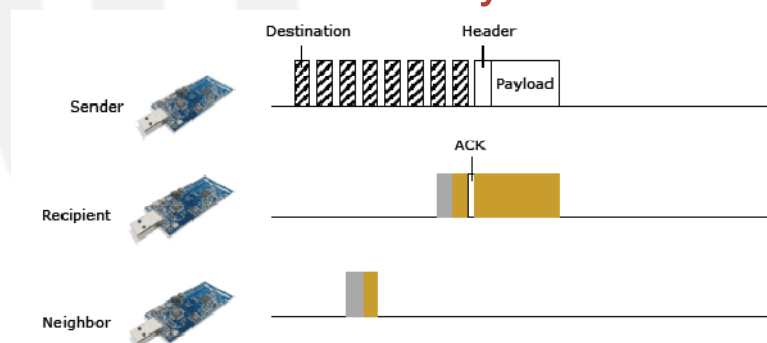 Destination
Header
Sender
Payload
ACK
Recipient
Neighbor